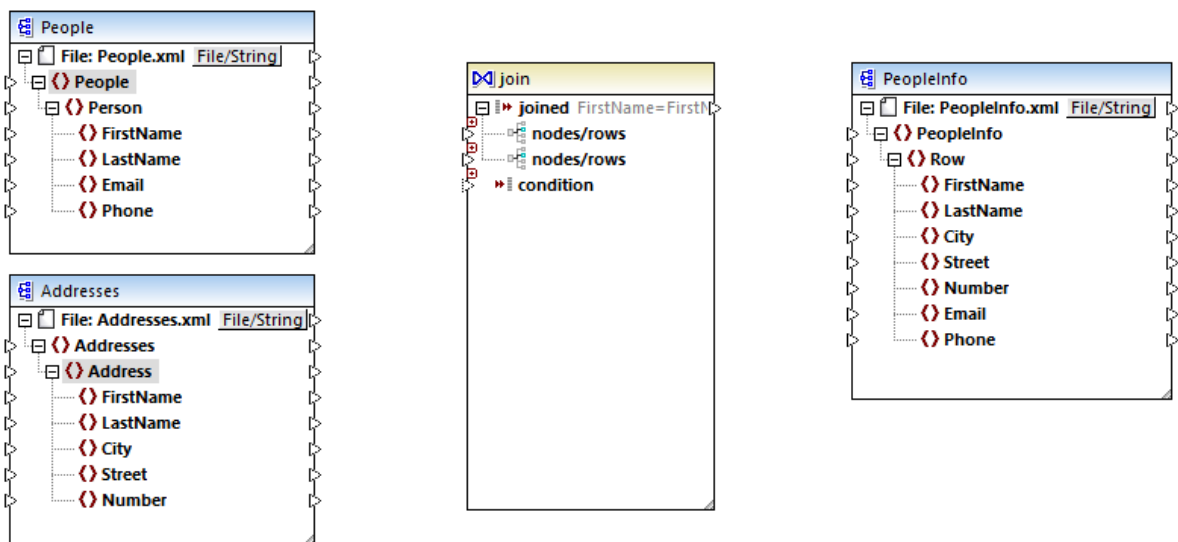 People
File: People.xml File/String
People
Person
FirstName
LastName
Email
Phone
Addresses
File: Addresses.xml File/String
Addresses
Address
FirstName
LastName
City
Street
Number
join
joined FirstName=FirstN
nodes/rows
nodes/rows
condition
PeopleInfo
File: PeopleInfo.xml File/String
PeopleInfo
Row
FirstName
LastName
City
Street
Number
Email
Phone